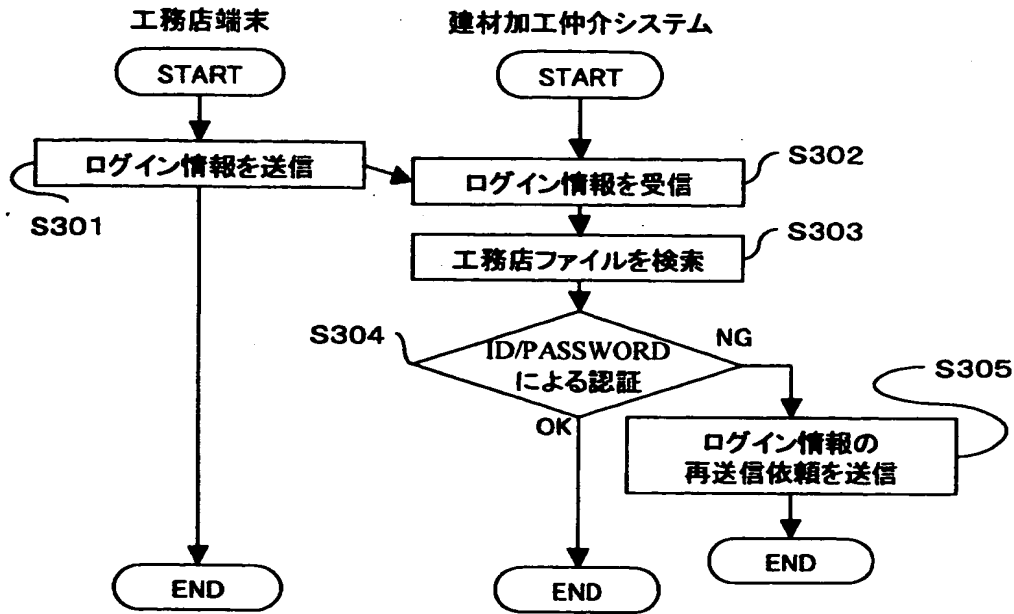 工務店端末
建材加工仲介システム
START
START
ログイン情報を送信
S301
ログイン情報を受信
S302
工務店ファイルを検索
S303
S304
ID/PASSWORD
による認証
NG
OK
S305
ログイン情報の
再送信依頼を送信
END
END
END